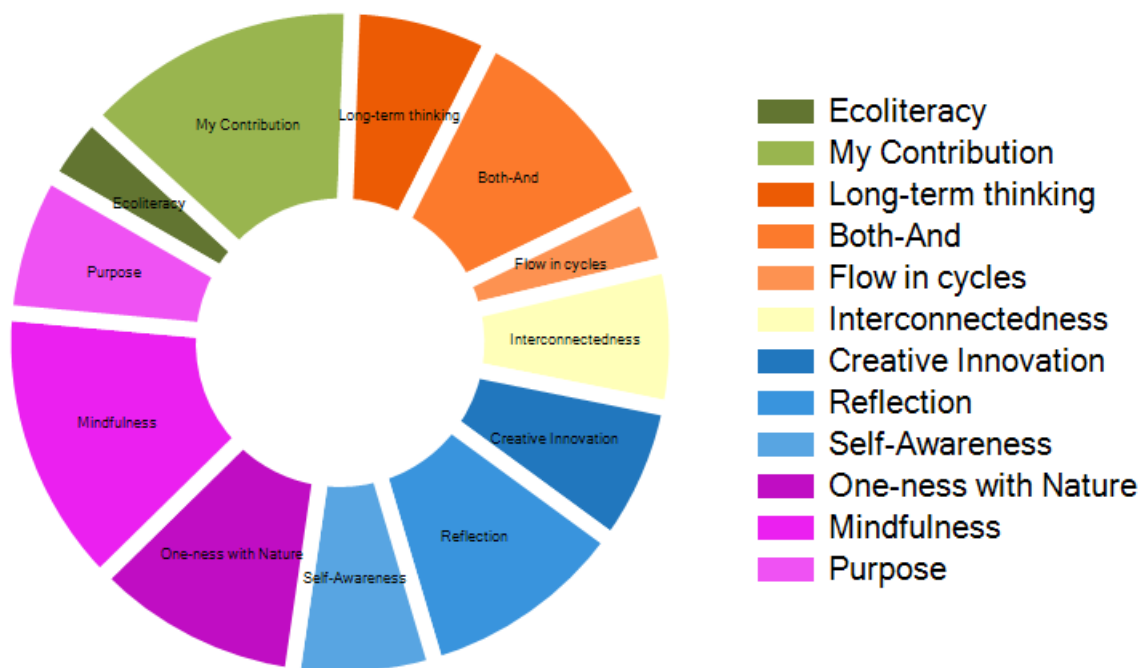 My Contribution
Long-term thinking
Both-And
Ecoliteracy
Flow in cycles
Purpose
Interconnectedness
Mindfulness
Creative Innovation
Reflection
One-ness with Nature
Self-Awareness
Ecoliteracy
My Contribution
Long-term thinking
Both-And
Flow in cycles
Interconnectedness
Creative Innovation
Reflection
Self-Awareness
One-ness with Nature
Mindfulness
Purpose